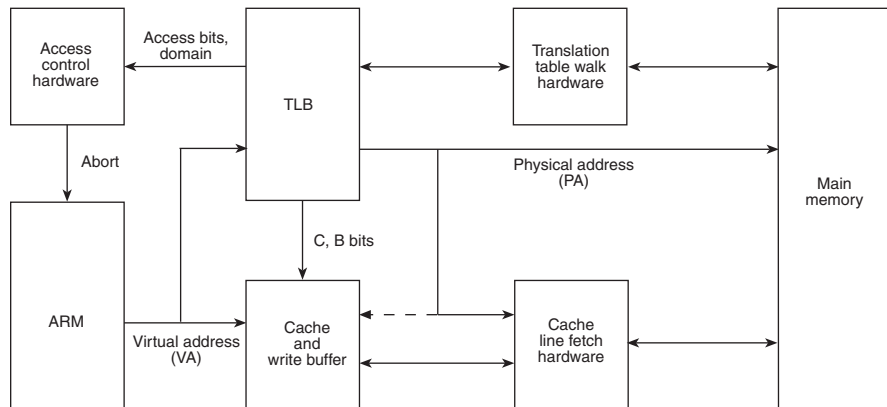 Access
control
hardware
Access bits,
domain
TLB
Translation
table walk
hardware
Main
memory
Abort
Physical address
(PA)
C, B bits
ARM
Virtual address
(VA)
Cache
and
write buffer
Cache
line fetch
hardware